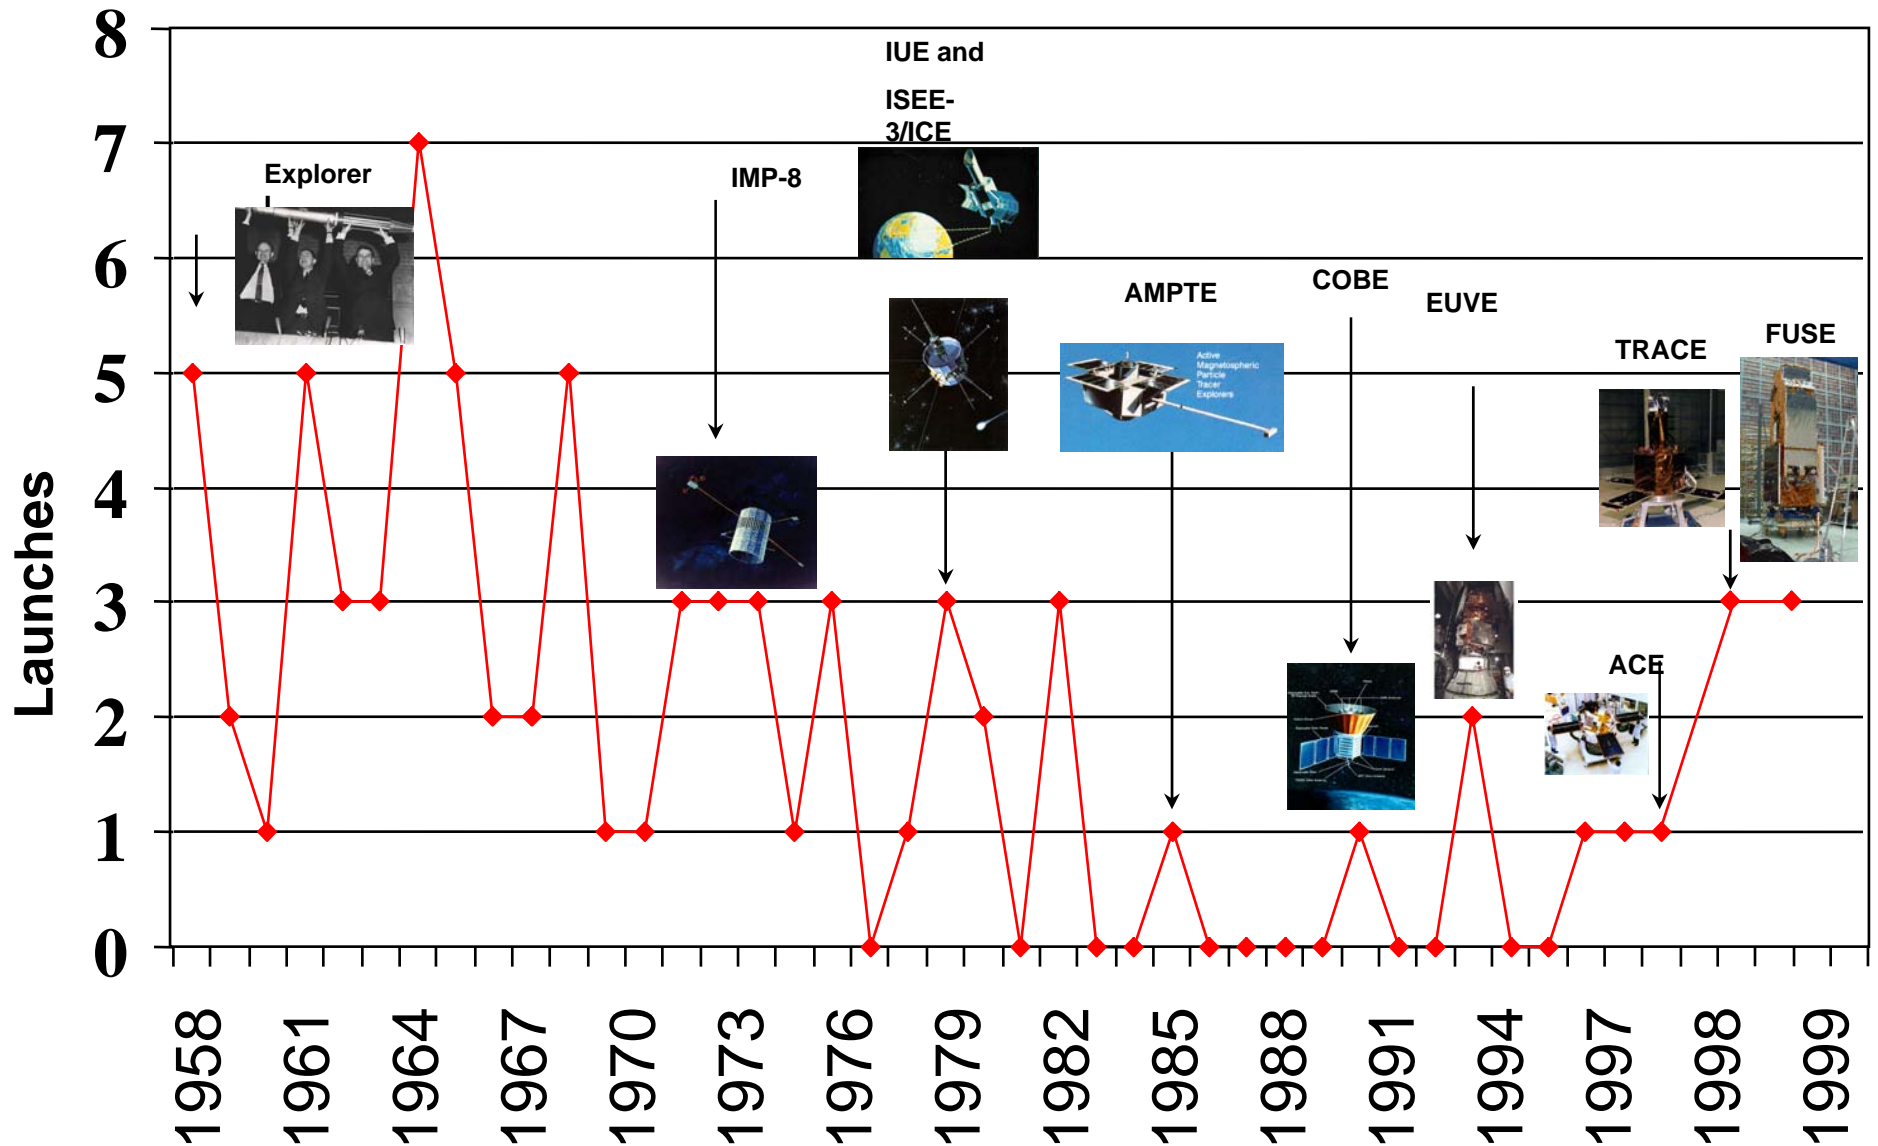 8
7
6
5
4
3
2
1
0
Launches
IUE and
ISEE-
3/ICE
Explorer
IMP-8
AMPTE
Active
Magnetospheric
Particle
Tracer
Explorers
COBE
EUVE
TRACE
FUSE
ACE
1958
1961
1964
1967
1970
1973
1976
1979
1982
1985
1988
1991
1994
1997
1998
1999